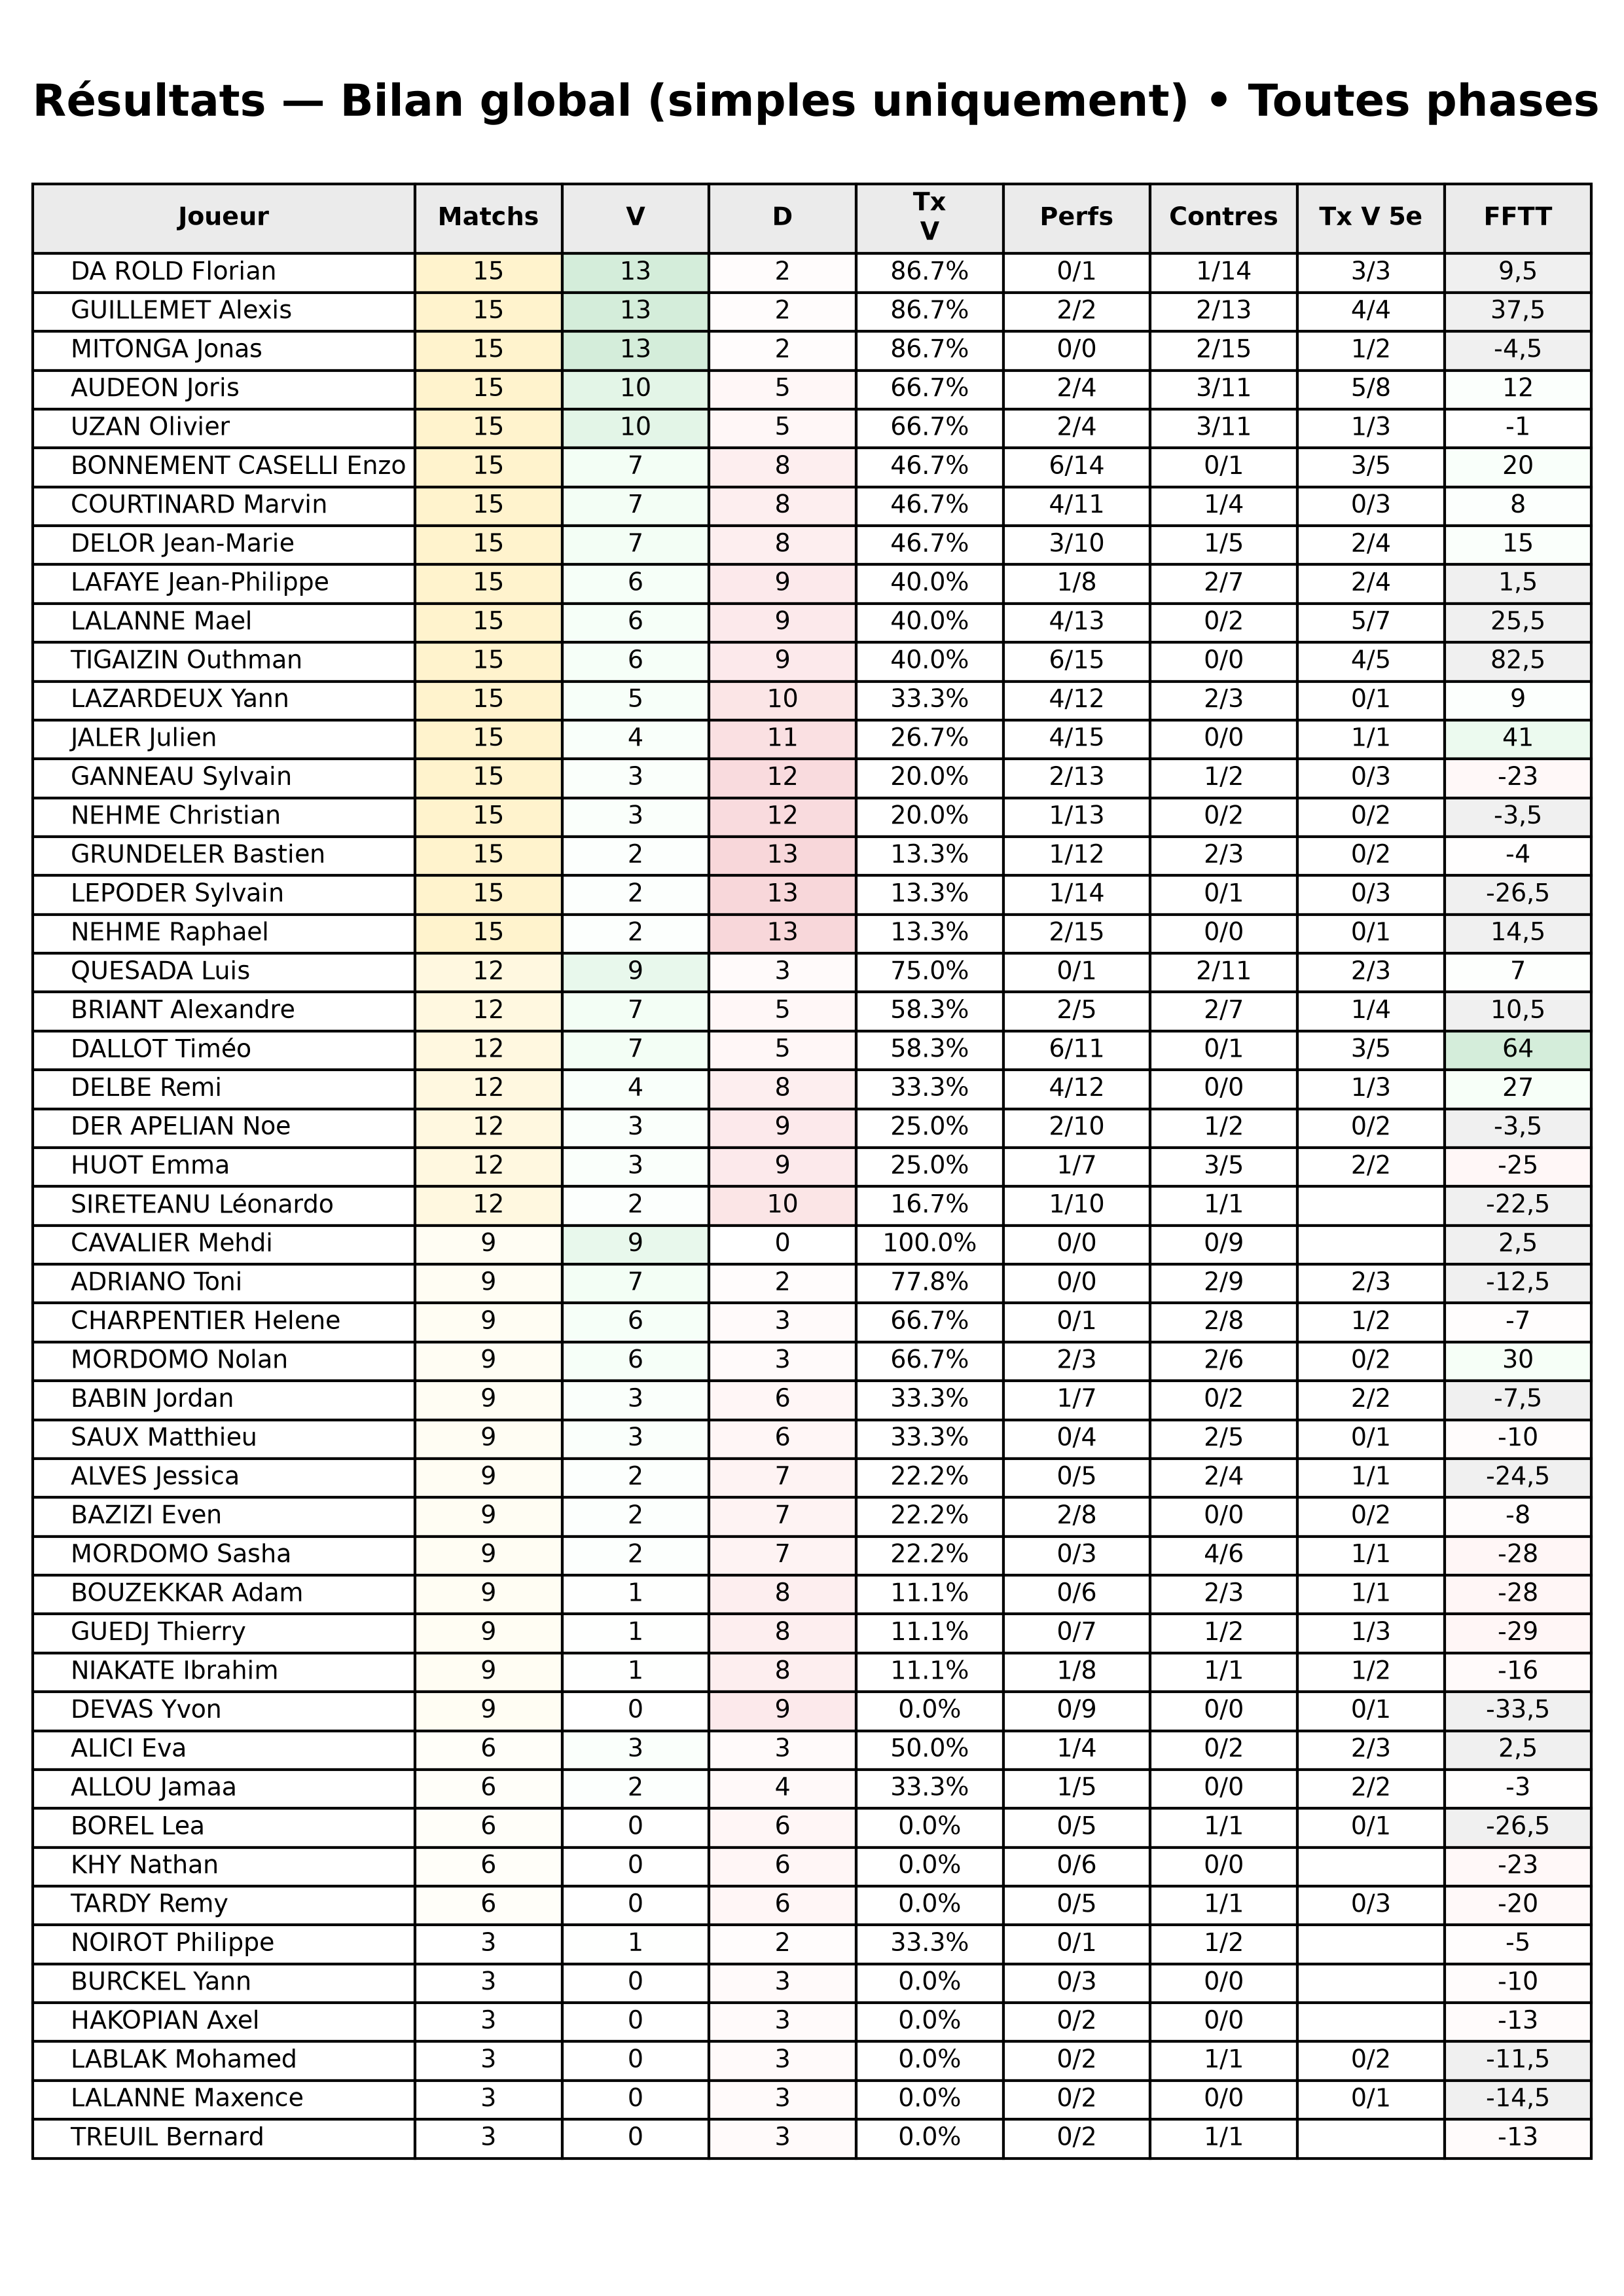 Résultats — Bilan global (simples uniquement) • Toutes phases
Joueur Matchs V D Tx V Perfs Contres Tx V 5e FFTT
DA ROLD Florian 15 13 2 86.7% 0/1 1/14 3/3 9,5
GUILLEMET Alexis 15 13 2 86.7% 2/2 2/13 4/4 37,5
MITONGA Jonas 15 13 2 86.7% 0/0 2/15 1/2 -4,5
AUDEON Joris 15 10 5 66.7% 2/4 3/11 5/8 12
UZAN Olivier 15 10 5 66.7% 2/4 3/11 1/3 -1
BONNEMENT CASELLI Enzo 15 7 8 46.7% 6/14 0/1 3/5 20
COURTINARD Marvin 15 7 8 46.7% 4/11 1/4 0/3 8
DELOR Jean-Marie 15 7 8 46.7% 3/10 1/5 2/4 15
LAFAYE Jean-Philippe 15 6 9 40.0% 1/8 2/7 2/4 1,5
LALANNE Mael 15 6 9 40.0% 4/13 0/2 5/7 25,5
TIGAIZIN Outhman 15 6 9 40.0% 6/15 0/0 4/5 82,5
LAZARDEUX Yann 15 5 10 33.3% 4/12 2/3 0/1 9
JALER Julien 15 4 11 26.7% 4/15 0/0 1/1 41
GANNEAU Sylvain 15 3 12 20.0% 2/13 1/2 0/3 -23
NEHME Christian 15 3 12 20.0% 1/13 0/2 0/2 -3,5
GRUNDELER Bastien 15 2 13 13.3% 1/12 2/3 0/2 -4
LEPODER Sylvain 15 2 13 13.3% 1/14 0/1 0/3 -26,5
NEHME Raphael 15 2 13 13.3% 2/15 0/0 0/1 14,5
QUESADA Luis 12 9 3 75.0% 0/1 2/11 2/3 7
BRIANT Alexandre 12 7 5 58.3% 2/5 2/7 1/4 10,5
DALLOT Timéo 12 7 5 58.3% 6/11 0/1 3/5 64
DELBE Remi 12 4 8 33.3% 4/12 0/0 1/3 27
DER APELIAN Noe 12 3 9 25.0% 2/10 1/2 0/2 -3,5
HUOT Emma 12 3 9 25.0% 1/7 3/5 2/2 -25
SIRETEANU Léonardo 12 2 10 16.7% 1/10 1/1 -22,5
CAVALIER Mehdi 9 9 0 100.0% 0/0 0/9 2,5
ADRIANO Toni 9 7 2 77.8% 0/0 2/9 2/3 -12,5
CHARPENTIER Helene 9 6 3 66.7% 0/1 2/8 1/2 -7
MORDOMO Nolan 9 6 3 66.7% 2/3 2/6 0/2 30
BABIN Jordan 9 3 6 33.3% 1/7 0/2 2/2 -7,5
SAUX Matthieu 9 3 6 33.3% 0/4 2/5 0/1 -10
ALVES Jessica 9 2 7 22.2% 0/5 2/4 1/1 -24,5
BAZIZI Even 9 2 7 22.2% 2/8 0/0 0/2 -8
MORDOMO Sasha 9 2 7 22.2% 0/3 4/6 1/1 -28
BOUZEKKAR Adam 9 1 8 11.1% 0/6 2/3 1/1 -28
GUEDJ Thierry 9 1 8 11.1% 0/7 1/2 1/3 -29
NIAKATE Ibrahim 9 1 8 11.1% 1/8 1/1 1/2 -16
DEVAS Yvon 9 0 9 0.0% 0/9 0/0 0/1 -33,5
ALICI Eva 6 3 3 50.0% 1/4 0/2 2/3 2,5
ALLOU Jamaa 6 2 4 33.3% 1/5 0/0 2/2 -3
BOREL Lea 6 0 6 0.0% 0/5 1/1 0/1 -26,5
KHY Nathan 6 0 6 0.0% 0/6 0/0 -23
TARDY Remy 6 0 6 0.0% 0/5 1/1 0/3 -20
NOIROT Philippe 3 1 2 33.3% 0/1 1/2 -5
BURCKEL Yann 3 0 3 0.0% 0/3 0/0 -10
HAKOPIAN Axel 3 0 3 0.0% 0/2 0/0 -13
LABLAK Mohamed 3 0 3 0.0% 0/2 1/1 0/2 -11,5
LALANNE Maxence 3 0 3 0.0% 0/2 0/0 0/1 -14,5
TREUIL Bernard 3 0 3 0.0% 0/2 1/1 -13